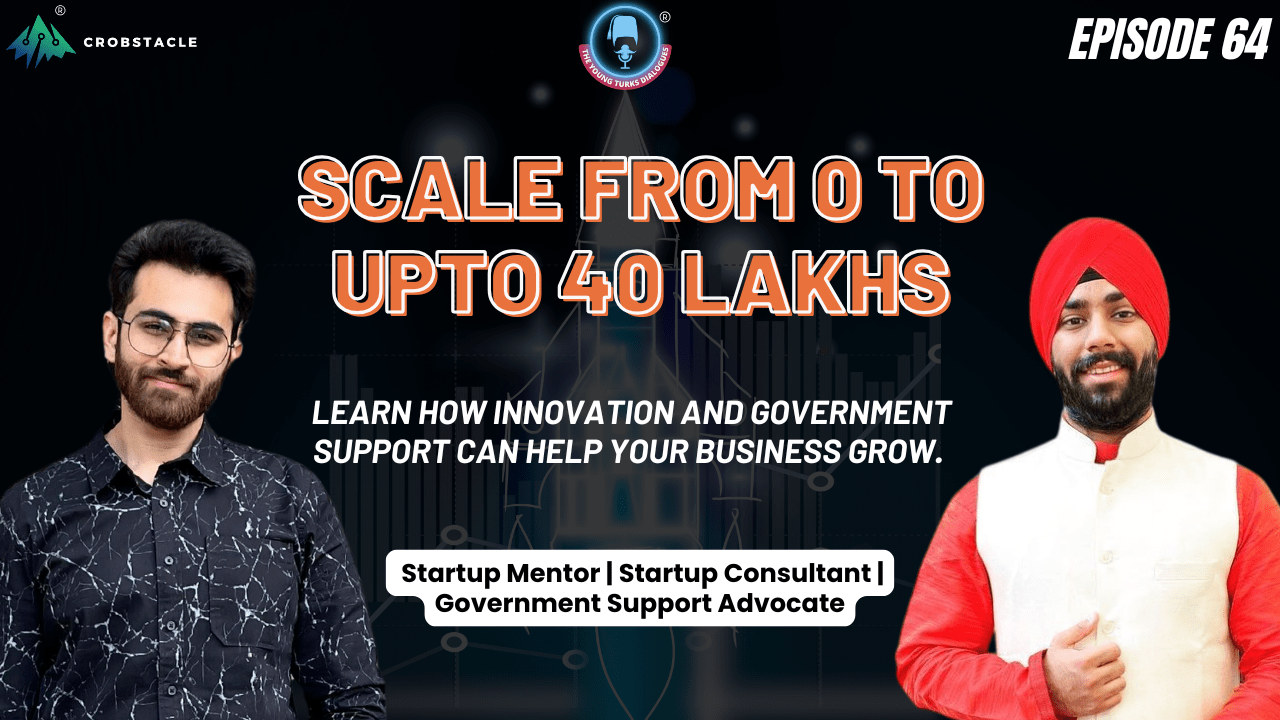 ®
CROBSTACLE
®
THE YOUNG TURKS DIALOGUES
EPISODE 64
SCALE FROM 0 TO
UPTO 40 LAKHS
LEARN HOW INNOVATION AND GOVERNMENT
SUPPORT CAN HELP YOUR BUSINESS GROW.
Startup Mentor | Startup Consultant |
Government Support Advocate